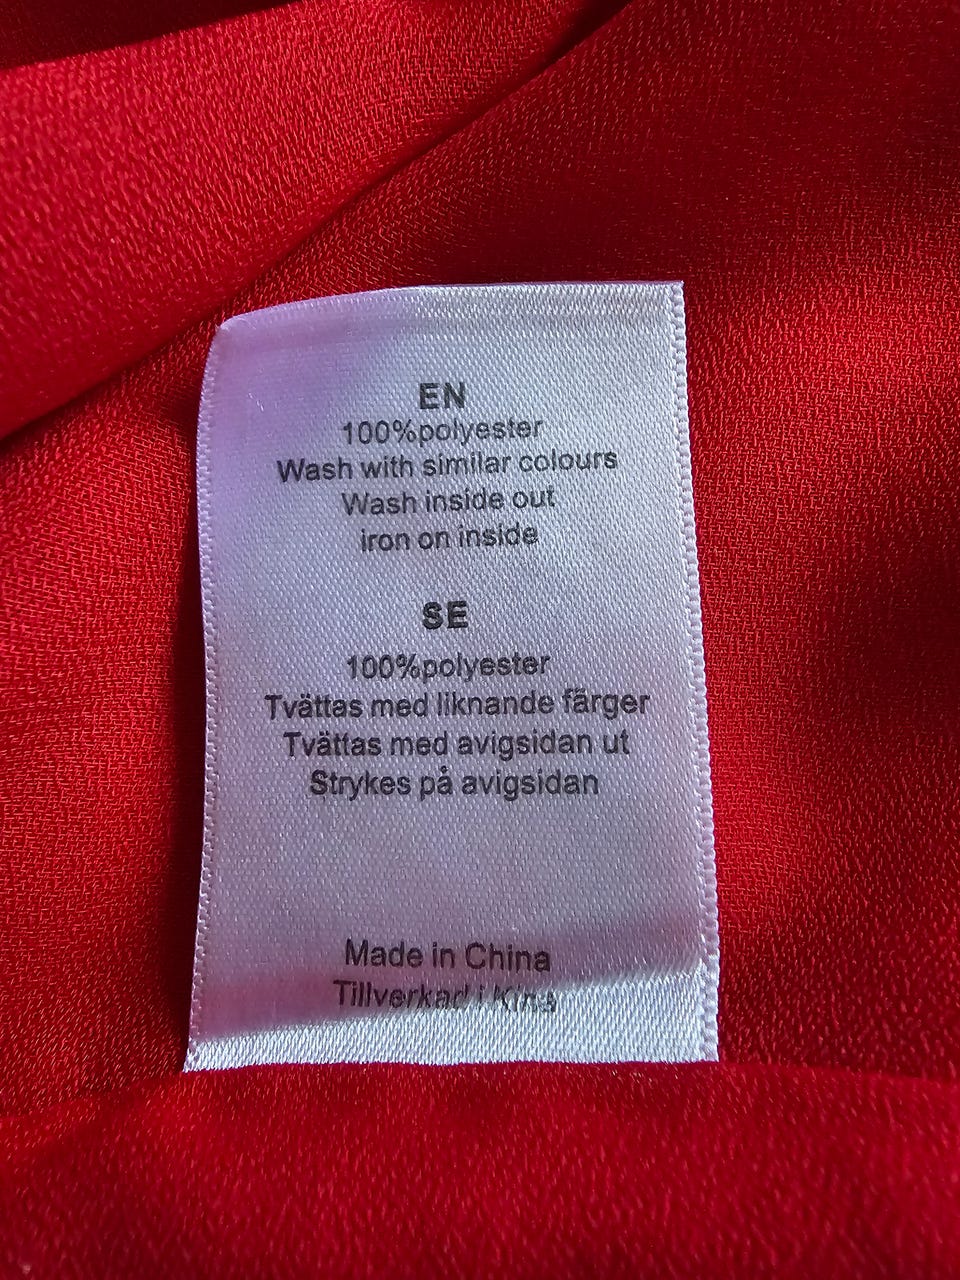 EN
100%polyester
Wash with similar colours
Wash inside out
iron on inside
SE
100%polyester
Tvättas med liknande färger
Tvättas med avigsidan ut
Strykes på avigsidan
Made in China
Tillverkad i Kina